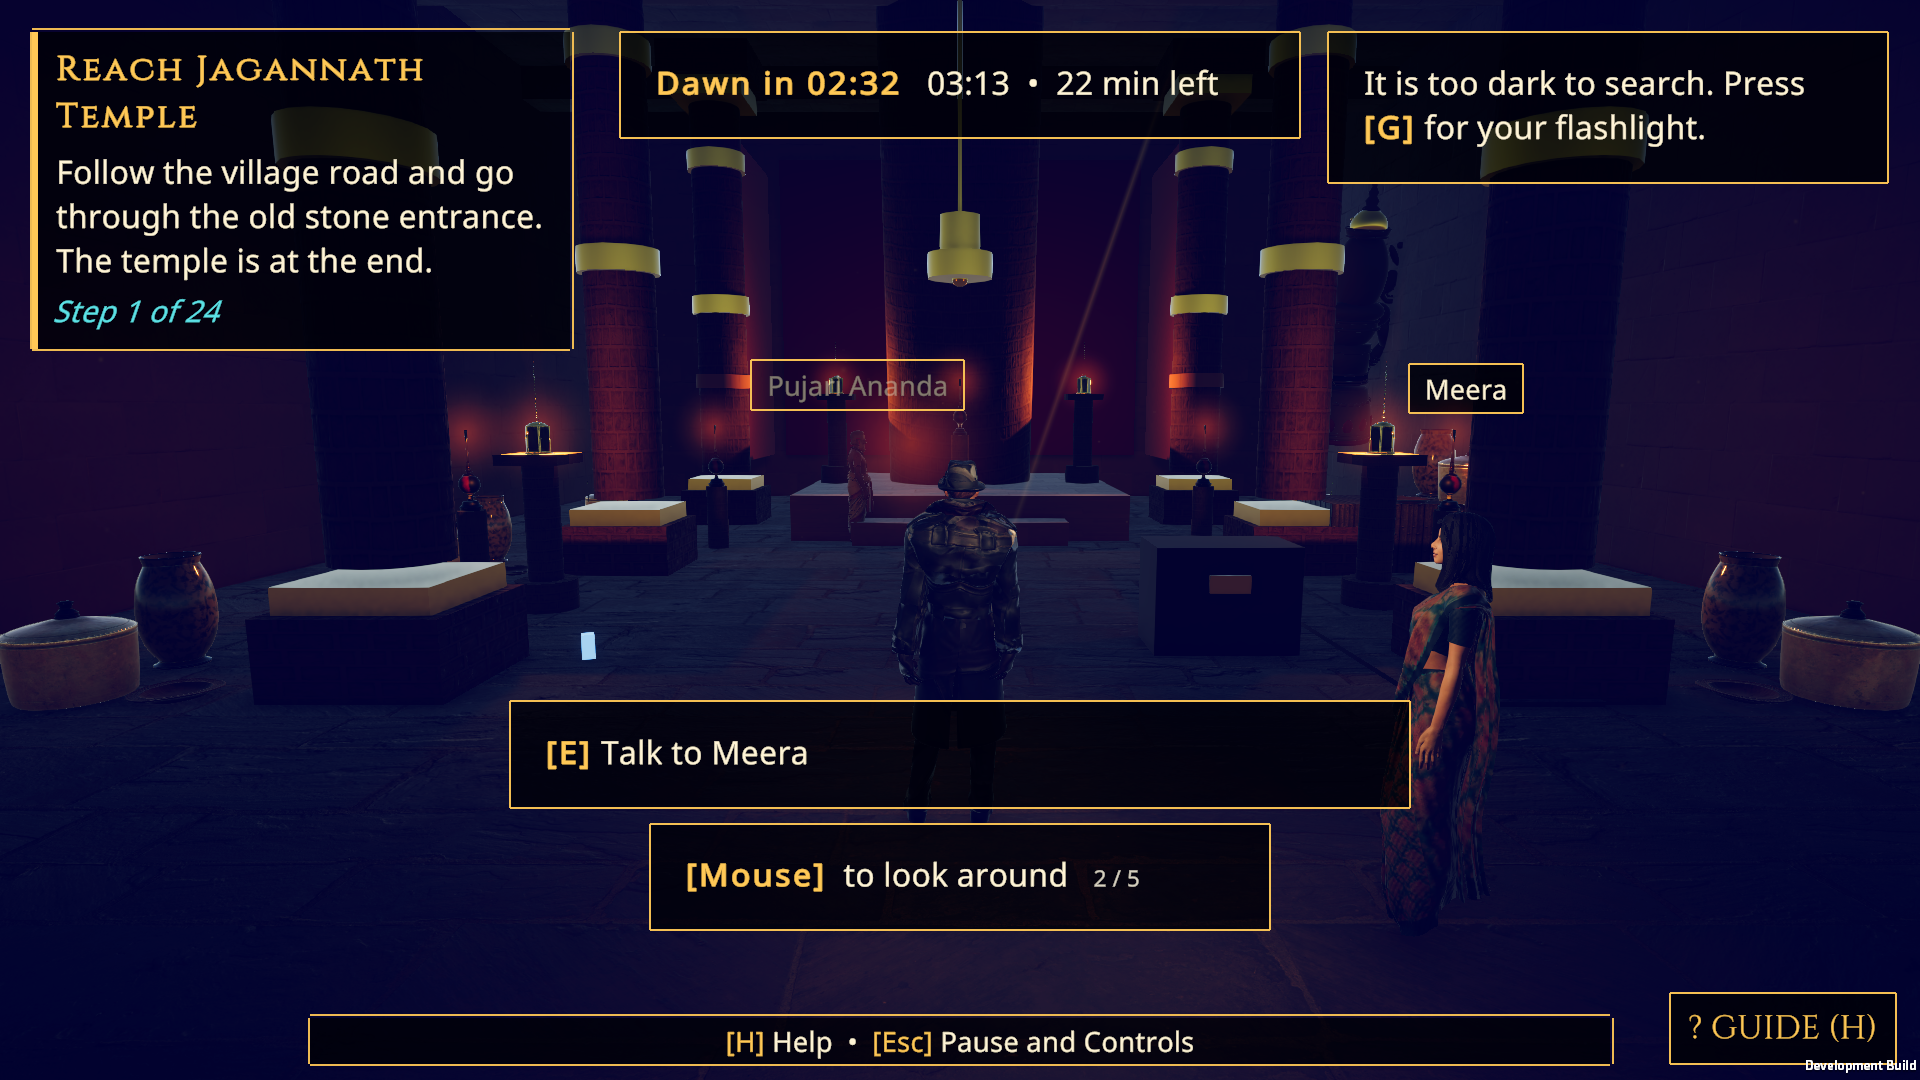 Reach Jagannath
Temple
Follow the village road and go
through the old stone entrance.
The temple is at the end.
Step 1 of 24
Dawn in 02:32 03:13 • 22 min left
It is too dark to search. Press
[G] for your flashlight.
Pujari Ananda
Meera
[E] Talk to Meera
[Mouse] to look around 2 / 5
[H] Help • [Esc] Pause and Controls
? GUIDE (H)
Development Build